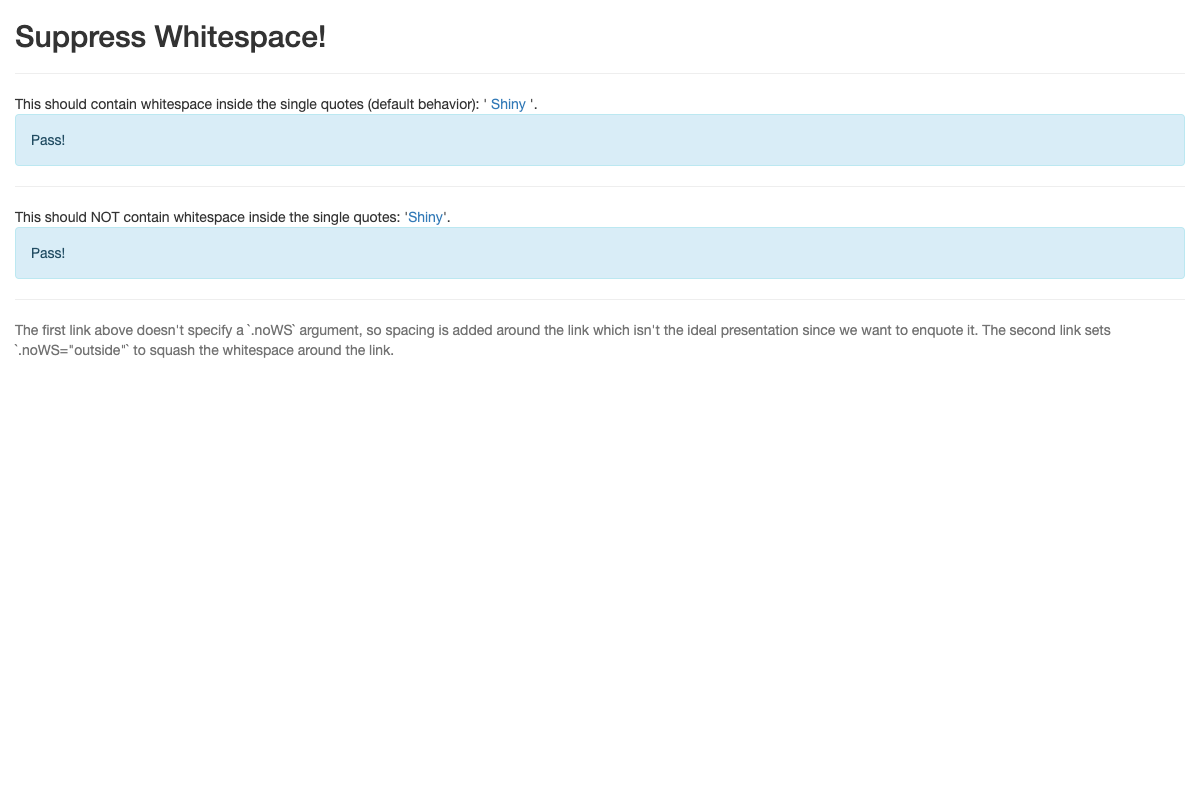 Suppress Whitespace!
This should contain whitespace inside the single quotes (default behavior): ' Shiny '.
Pass!
This should NOT contain whitespace inside the single quotes: 'Shiny'.
Pass!
The first link above doesn't specify a `.noWS` argument, so spacing is added around the link which isn't the ideal presentation since we want to enquote it. The second link sets
`.noWS="outside"` to squash the whitespace around the link.